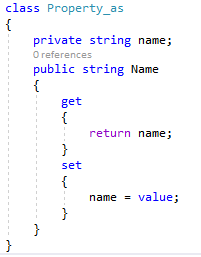 class Property_as
{
    private string name;
    0 references
    public string Name
    {
        get
        {
            return name;
        }
        set
        {
            name = value;
        }
    }
}